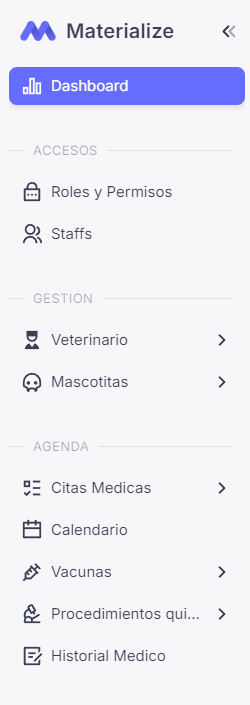 Materialize
Dashboard
ACCESOS
Roles y Permisos
Staffs
GESTION
Veterinario
Mascotitas
AGENDA
Citas Medicas
Calendario
Vacunas
Procedimientos qui...
Historial Medico